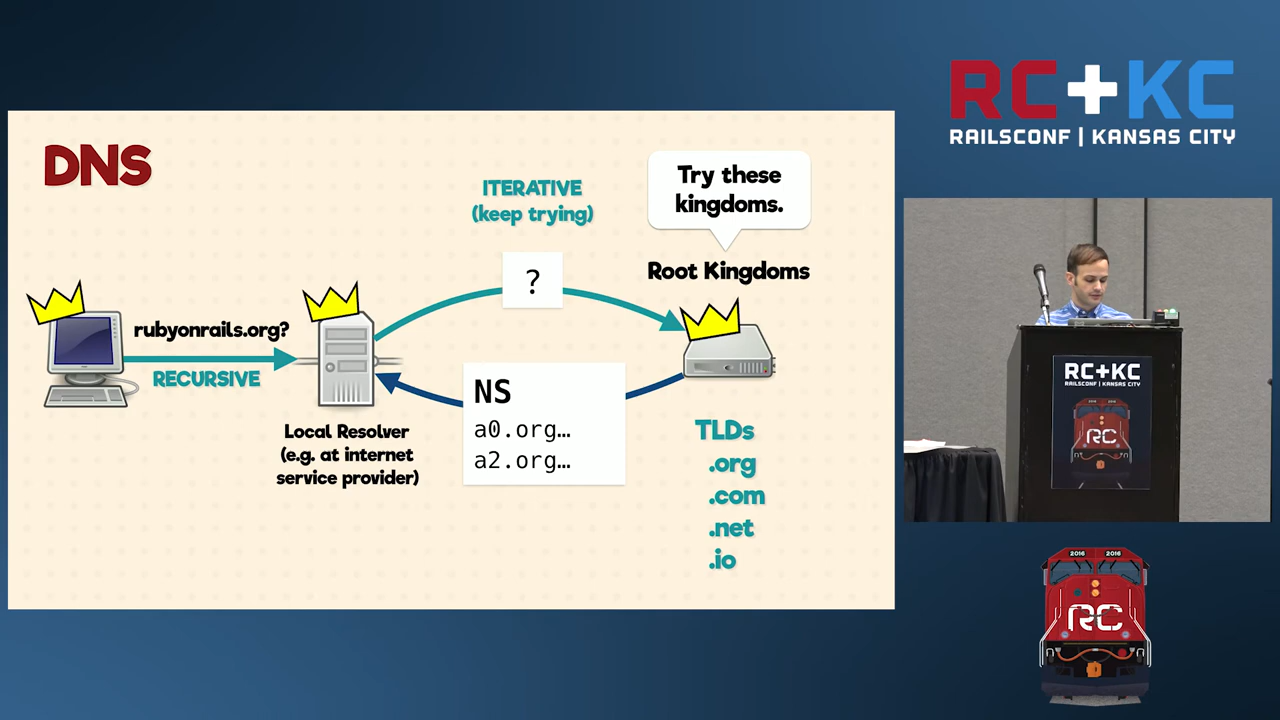 DNS
ITERATIVE
(keep trying)
Try these
kingdoms.
Root Kingdoms
?
rubyonrails.org?
RECURSIVE
Local Resolver
(e.g. at internet
service provider)
NS
a0.org…
a2.org…
TLDs
.org
.com
.net
.io
RC+KC
RAILSCONF | KANSAS CITY
RC+KC
RAILSCONF | KANSAS CITY
RC
2016 2016
RC